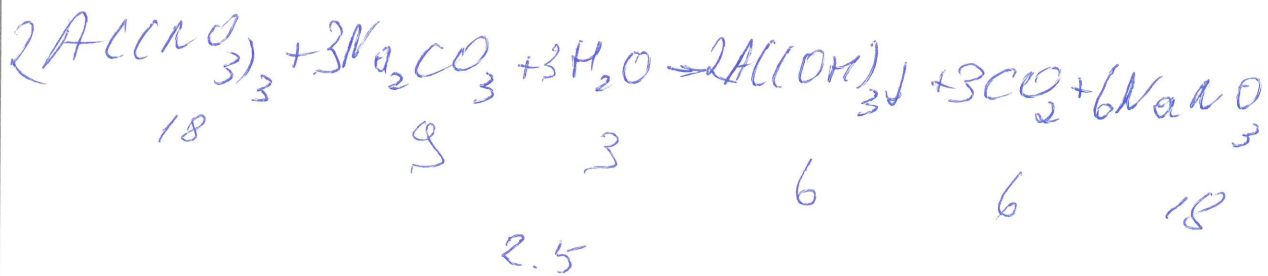 2Al(NO₃)₃ + 3Na₂CO₃ + 3H₂O → 2Al(OH)₃↓ + 3CO₂ + 6NaNO₃
18 9 3 6 6 18
2.5